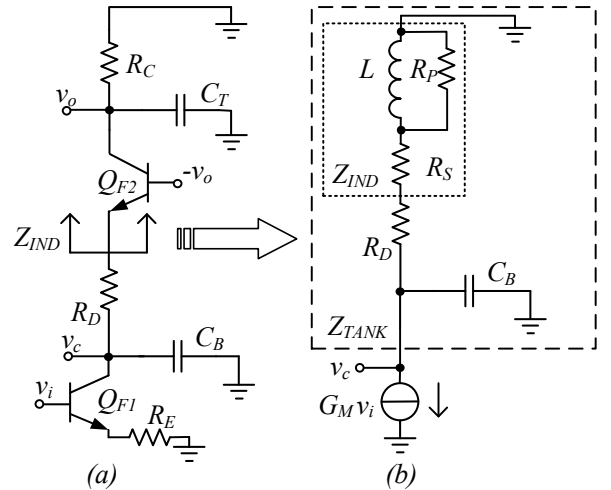 R_C
v_o
C_T
Q_F2
-v_o
Z_IND
R_D
v_c
C_B
v_i
Q_F1
R_E
(a)
L
R_P
R_S
Z_IND
R_D
C_B
Z_TANK
v_c
G_M v_i
(b)